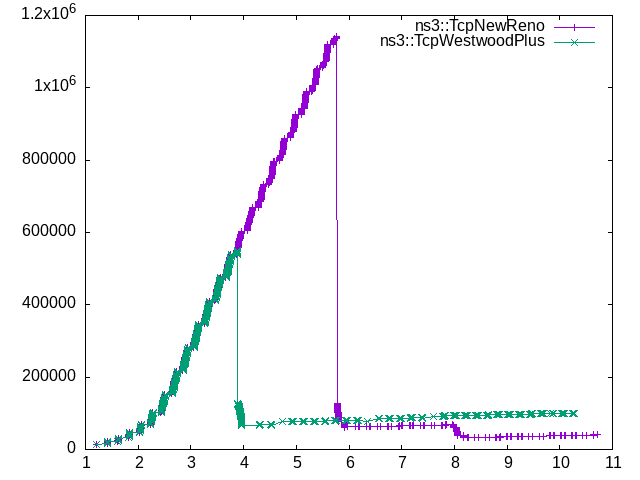 1.2x10^6
ns3::TcpNewReno
ns3::TcpWestwoodPlus
1x10^6
800000
600000
400000
200000
0
1 2 3 4 5 6 7 8 9 10 11